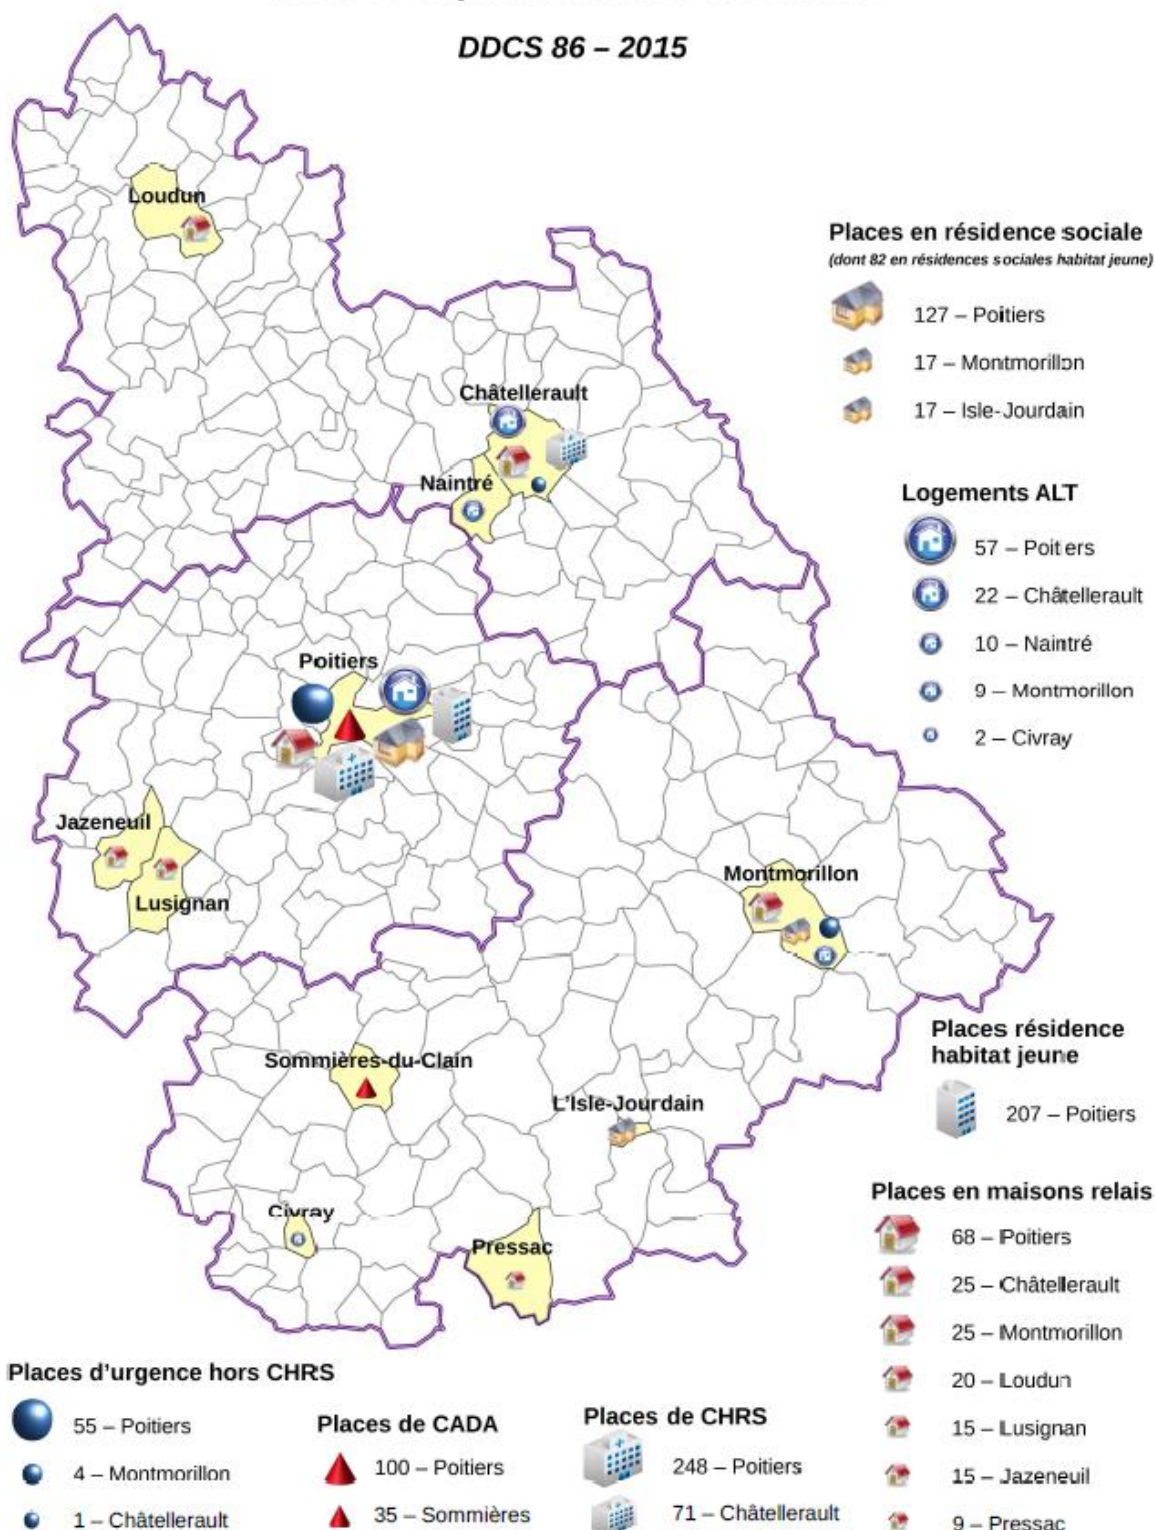 DDCS 86 – 2015
Loudun
Châtellerault
Naintré
Poitiers
Jazeneuil
Lusignan
Montmorillon
Sommières-du-Clain
L'Isle-Jourdain
Civray
Pressac
Places en résidence sociale
(dont 82 en résidences sociales habitat jeune)
127 – Poitiers
17 – Montmorillon
17 – Isle-Jourdain
Logements ALT
57 – Poitiers
22 – Châtellerault
10 – Naintré
9 – Montmorillon
2 – Civray
Places résidence
habitat jeune
207 – Poitiers
Places en maisons relais
68 – Poitiers
25 – Châtellerault
25 – Montmorillon
20 – Loudun
15 – Lusignan
15 – Jazeneuil
9 – Pressac
Places d'urgence hors CHRS
55 – Poitiers
4 – Montmorillon
1 – Châtellerault
Places de CADA
100 – Poitiers
35 – Sommières
Places de CHRS
248 – Poitiers
71 – Châtellerault